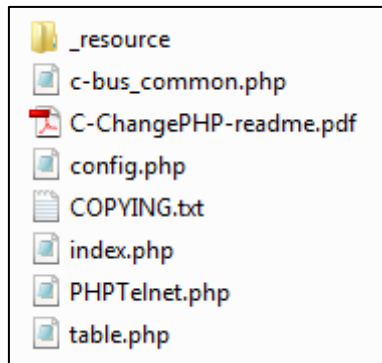 _resource
c-bus_common.php
C-ChangePHP-readme.pdf
config.php
COPYING.txt
index.php
PHPTelnet.php
table.php